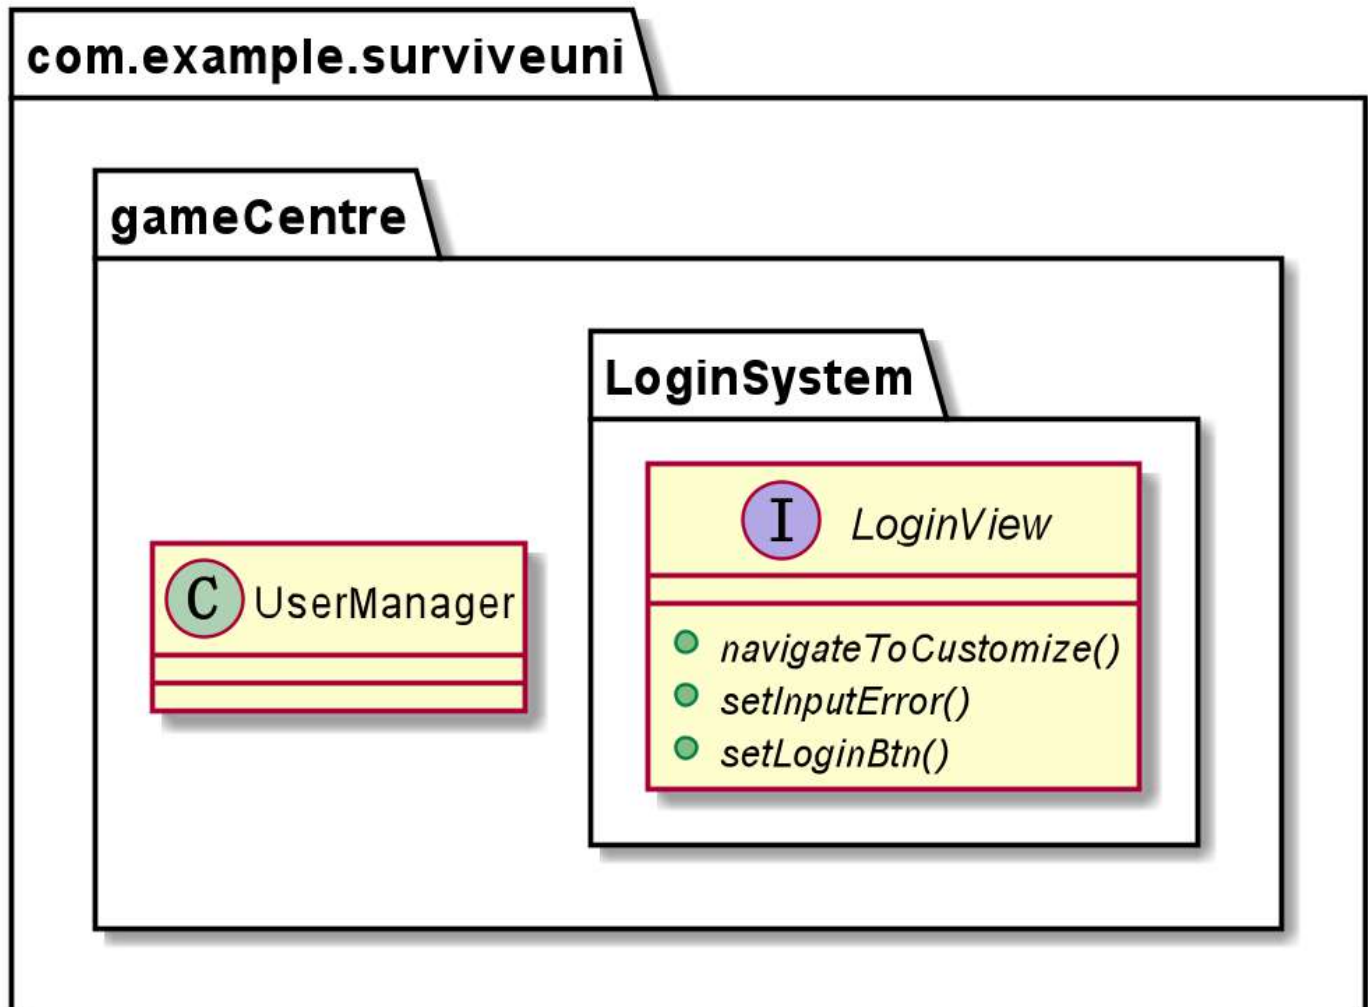 com.example.surviveuni
gameCentre
LoginSystem
I LoginView
C UserManager
navigateToCustomize()
setInputError()
setLoginBtn()